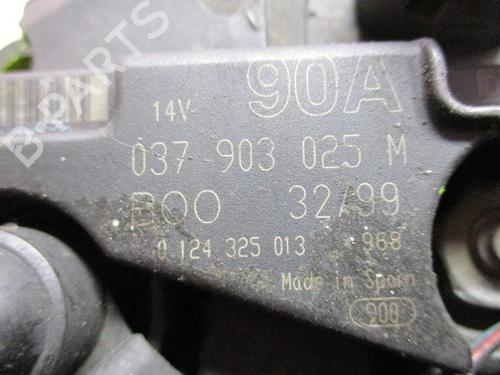 B-PARTS
90A
14V
037 903 025 M
BOO 32/99
0 124 325 013 968
Made in Spain
900